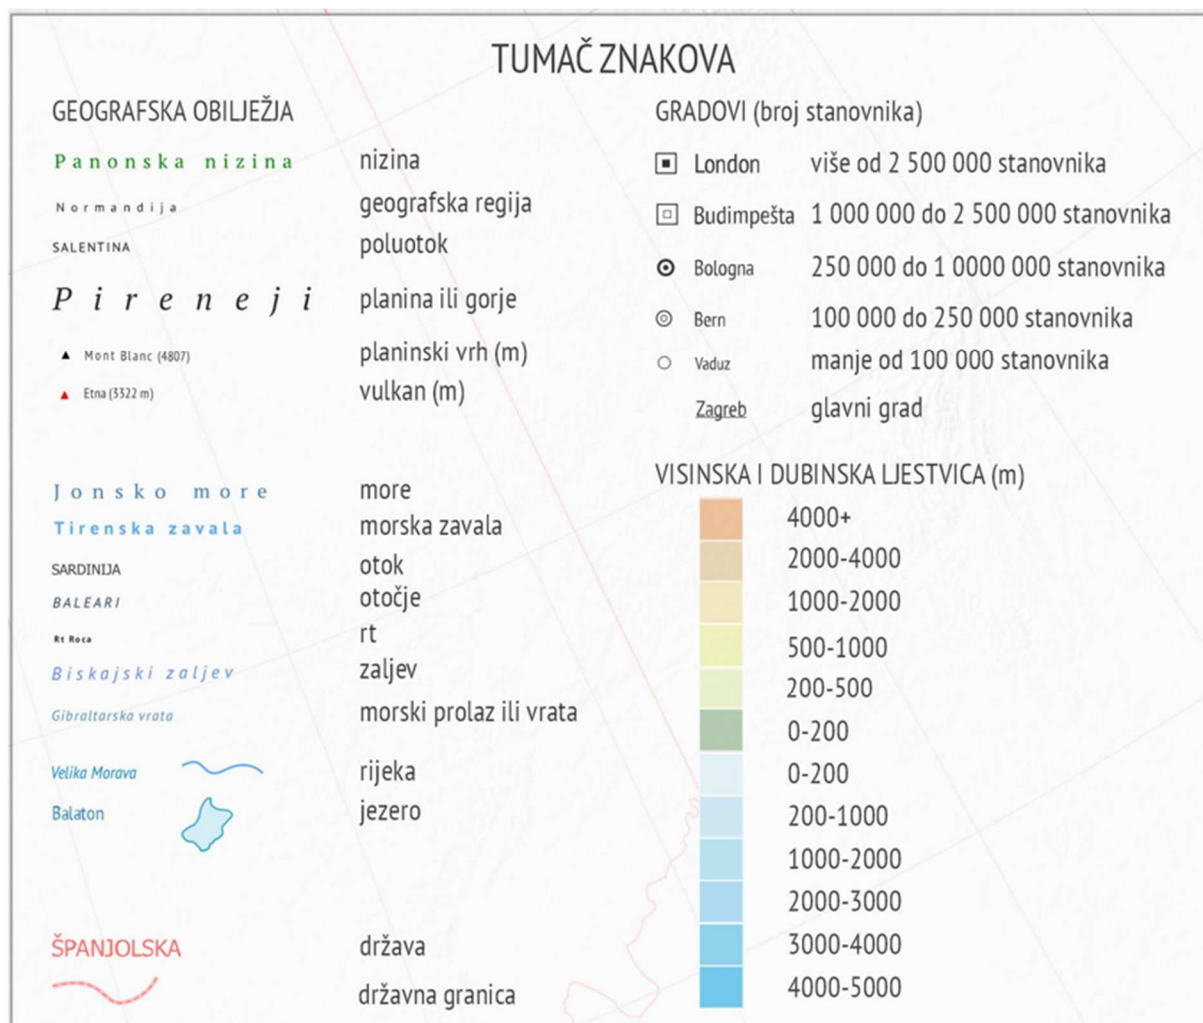 TUMAČ ZNAKOVA
GEOGRAFSKA OBILJEŽJA
Panonska nizina nizina
Normandija geografska regija
SALENTINA poluotok
Pireneji planina ili gorje
Mont Blanc (4807) planinski vrh (m)
Etna (3322 m) vulkan (m)
Jonsko more more
Tirenska zavala morska zavala
SARDINIJA otok
BALEARI otočje
Rt Roca rt
Biskajski zaljev zaljev
Gibraltarska vrata morski prolaz ili vrata
Velika Morava rijeka
Balaton jezero
ŠPANJOLSKA država
državna granica
GRADOVI (broj stanovnika)
London više od 2 500 000 stanovnika
Budimpešta 1 000 000 do 2 500 000 stanovnika
Bologna 250 000 do 1 0000 000 stanovnika
Bern 100 000 do 250 000 stanovnika
Vaduz manje od 100 000 stanovnika
Zagreb glavni grad
VISINSKA I DUBINSKA LJESTVICA (m)
4000+
2000-4000
1000-2000
500-1000
200-500
0-200
0-200
200-1000
1000-2000
2000-3000
3000-4000
4000-5000